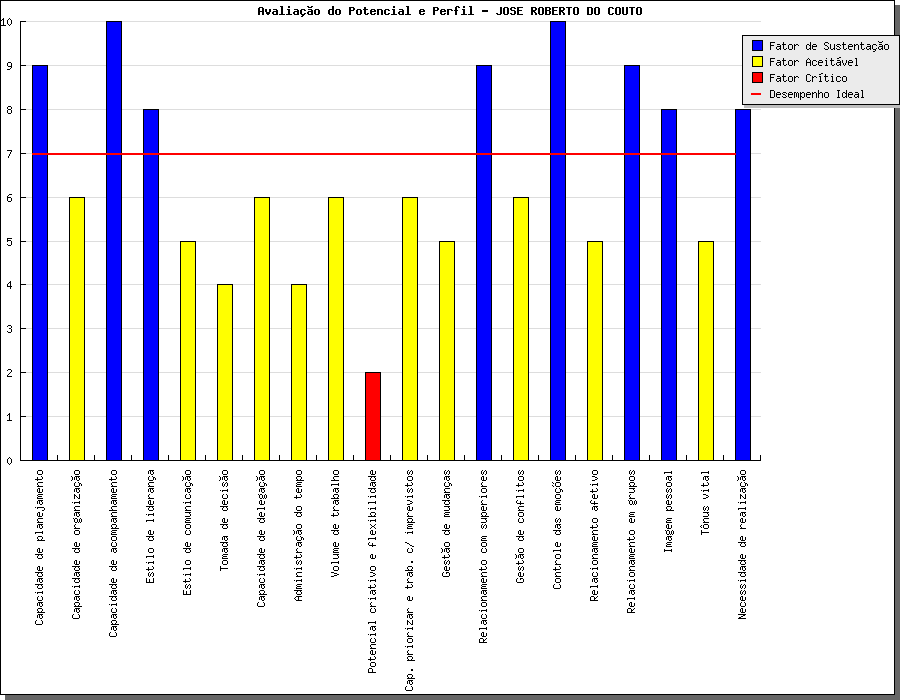 Avaliação do Potencial e Perfil - JOSE ROBERTO DO COUTO
Fator de Sustentação
Fator Aceitável
Fator Crítico
Desempenho Ideal
10
9
8
7
6
5
4
3
2
1
0
Capacidade de planejamento
Capacidade de organização
Capacidade de acompanhamento
Estilo de liderança
Estilo de comunicação
Tomada de decisão
Capacidade de delegação
Administração do tempo
Volume de trabalho
Potencial criativo e flexibilidade
Cap. priorizar e trab. c/ imprevistos
Gestão de mudanças
Relacionamento com superiores
Gestão de conflitos
Controle das emoções
Relacionamento afetivo
Relacionamento em grupos
Imagem pessoal
Tônus vital
Necessidade de realização